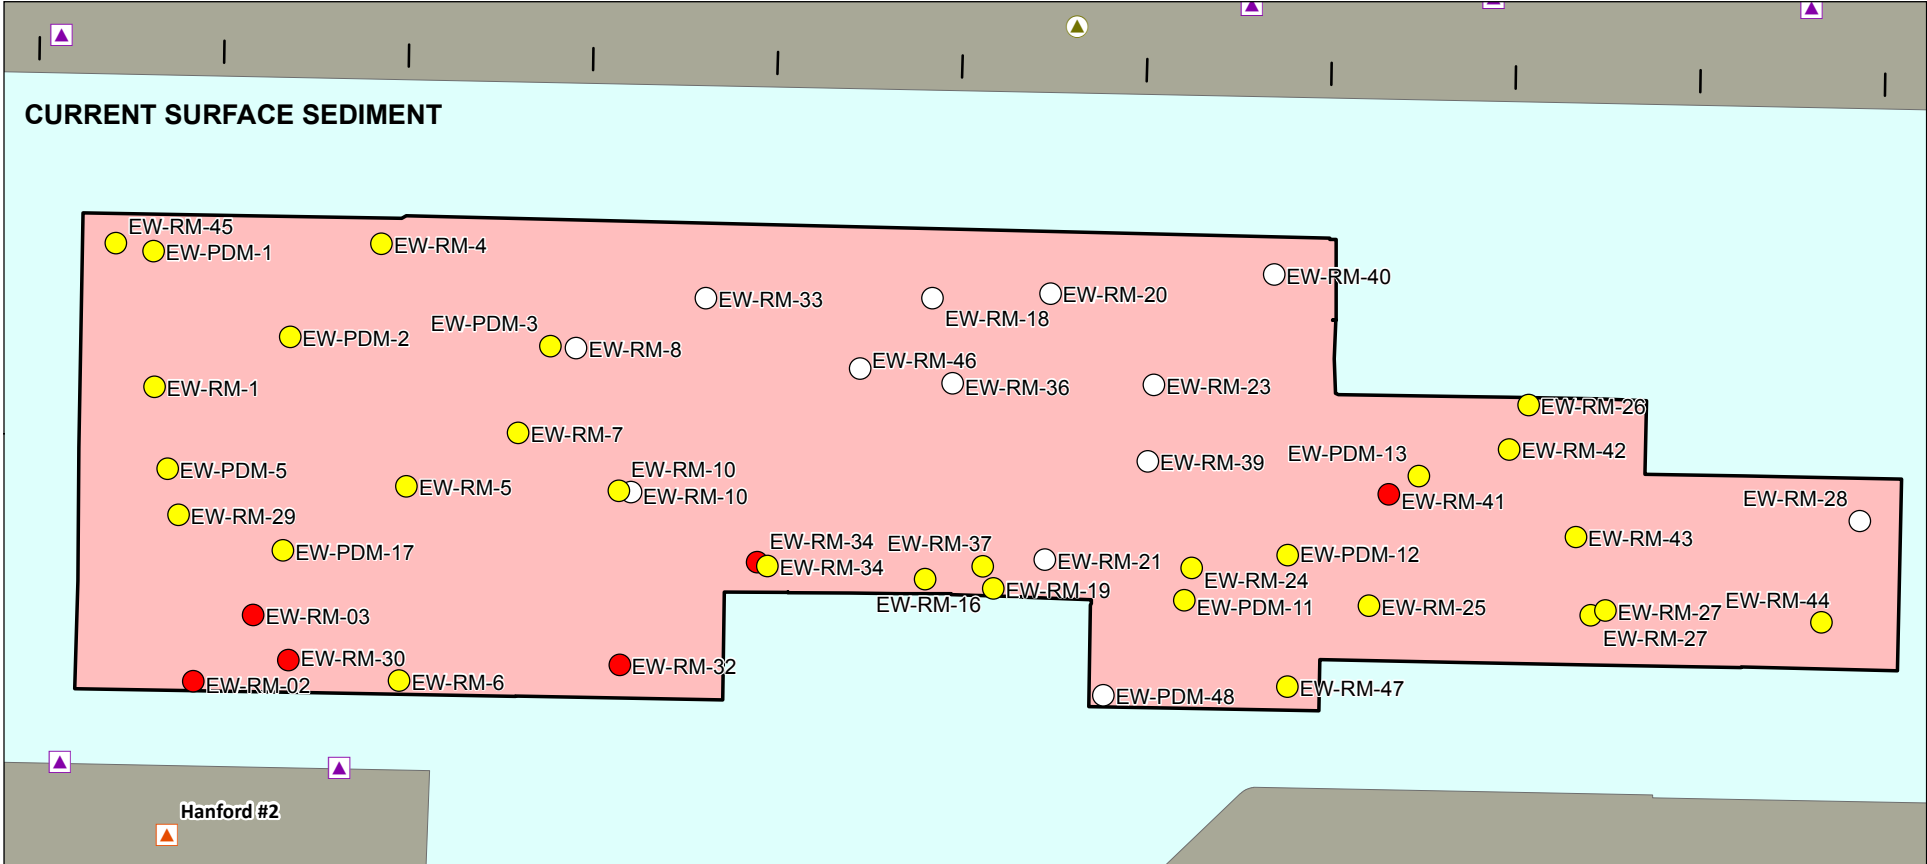 CURRENT SURFACE SEDIMENT
EW-RM-45
EW-PDM-1
EW-RM-4
EW-RM-40
EW-RM-33
EW-RM-20
EW-RM-18
EW-PDM-3
EW-PDM-2
EW-RM-8
EW-RM-46
EW-RM-36
EW-RM-23
EW-RM-1
EW-RM-26
EW-RM-7
EW-RM-42
EW-PDM-13
EW-RM-39
EW-PDM-5
EW-RM-10
EW-RM-10
EW-RM-5
EW-RM-41
EW-RM-28
EW-RM-29
EW-RM-43
EW-RM-34
EW-RM-37
EW-PDM-17
EW-PDM-12
EW-RM-21
EW-RM-34
EW-RM-24
EW-RM-19
EW-RM-16
EW-PDM-11
EW-RM-25
EW-RM-44
EW-RM-27
EW-RM-27
EW-RM-03
EW-RM-30
EW-RM-32
EW-RM-02
EW-RM-6
EW-PDM-48
EW-RM-47
Hanford #2